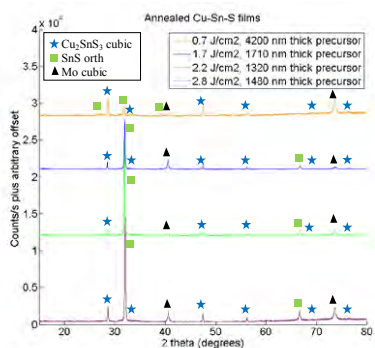 Annealed Cu-Sn-S films
4 x 10⁴
Cu₂SnS₃ cubic
SnS orth
Mo cubic
0.7 J/cm2, 4200 nm thick precursor
1.7 J/cm2, 1710 nm thick precursor
2.2 J/cm2, 1320 nm thick precursor
2.8 J/cm2, 1480 nm thick precursor
3.5
3
2.5
2
1.5
1
0.5
0
Counts/s plus arbitrary offset
20 30 40 50 60 70 80
2 theta (degrees)